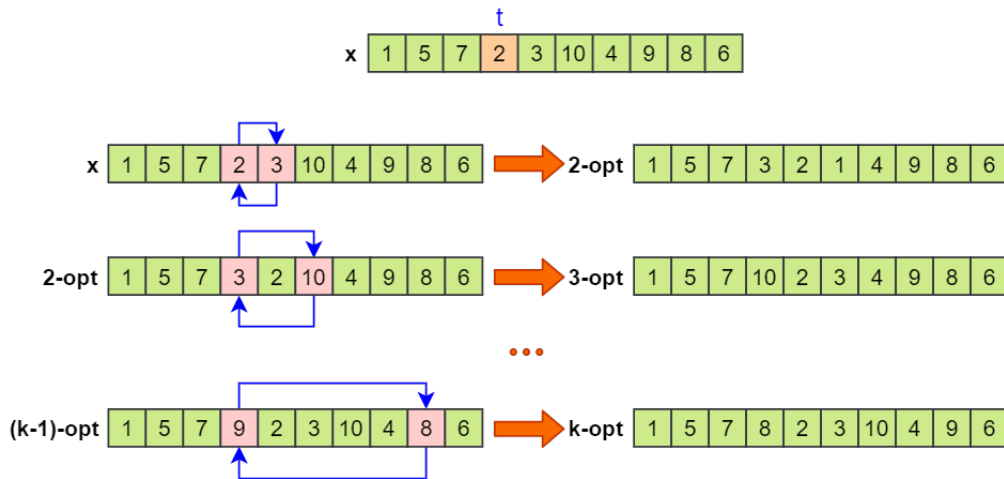 t
x 1 5 7 2 3 10 4 9 8 6
x 1 5 7 2 3 10 4 9 8 6 2-opt 1 5 7 3 2 1 4 9 8 6
2-opt 1 5 7 3 2 10 4 9 8 6 3-opt 1 5 7 10 2 3 4 9 8 6
...
(k-1)-opt 1 5 7 9 2 3 10 4 8 6 k-opt 1 5 7 8 2 3 10 4 9 6